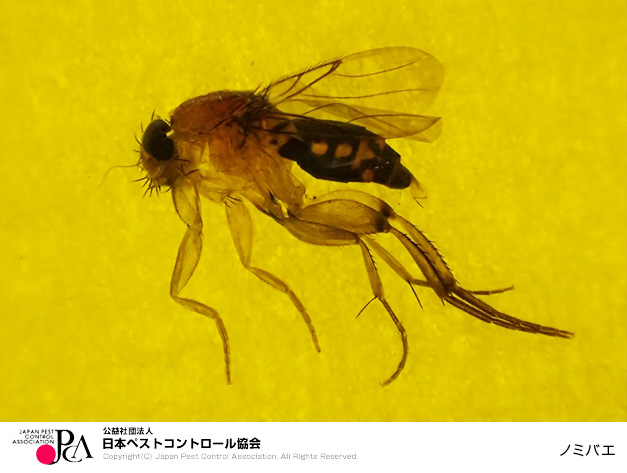 JAPAN PEST
CONTROL
ASSOCIATION
JPCA
公益社団法人
日本ペストコントロール協会
Copyright(C) Japan Pest Control Association. All Rights Reserved.
ノミバエ